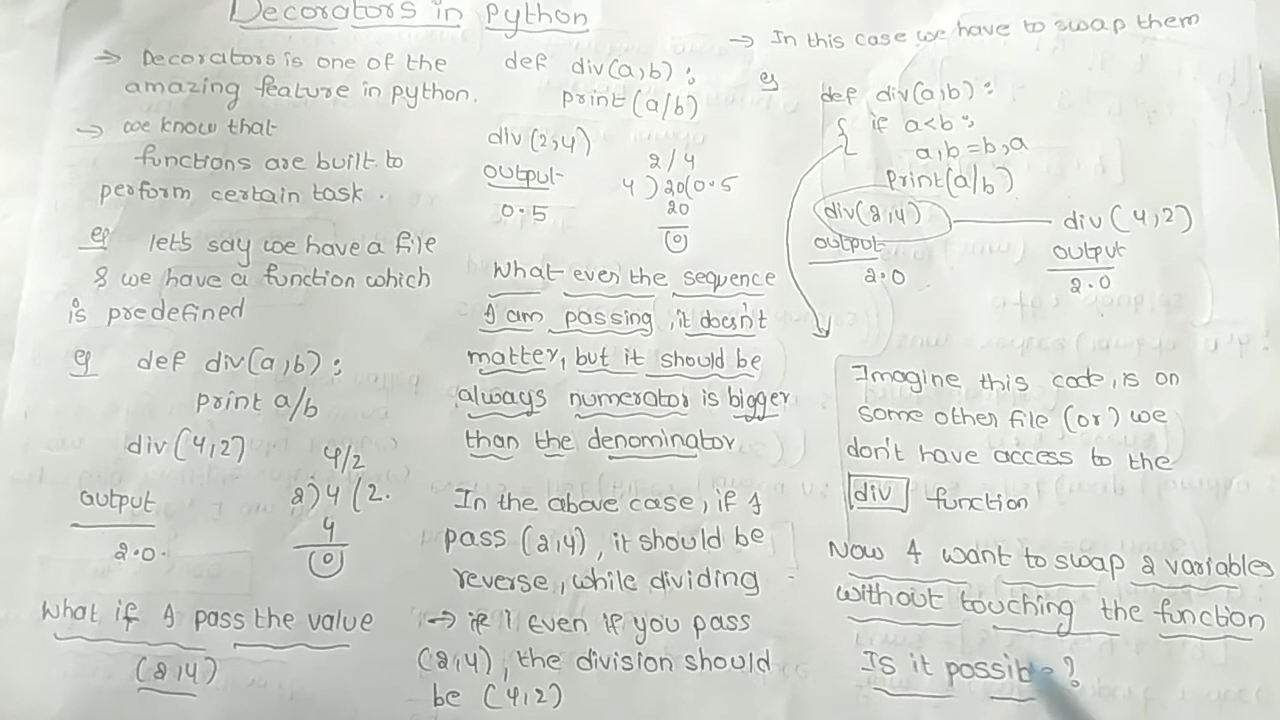 Decorators in Python
→ Decorators is one of the
amazing feature in python.
→ we know that
functions are built to
perform certain task.
eg let's say we have a file
& we have a function which
is predefined
eg def div(a,b):
print a/b
div(4,2)
4/2
output
2)4(2.
4
0
2.0.
What if I pass the value
(2,4)
def div(a,b):
print(a/b)
div(2,4)
2/4
output
4)20(0.5
20
0
0.5
What ever the sequence
I am passing, it doesn't
matter, but it should be
always numerator is bigger
than the denominator
In the above case, if I
pass (2,4), it should be
reverse, while dividing
→ if I even if you pass
(2,4), the division should
be (4,2)
→ In this case we have to swap them
eg def div(a,b):
if a<b:
a,b=b,a
print(a/b)
div(2,4) div(4,2)
output output
2.0 2.0
Imagine this code, is on
some other file (or) we
don't have access to the
div function
Now I want to swap 2 variables
without touching the function
Is it possible?